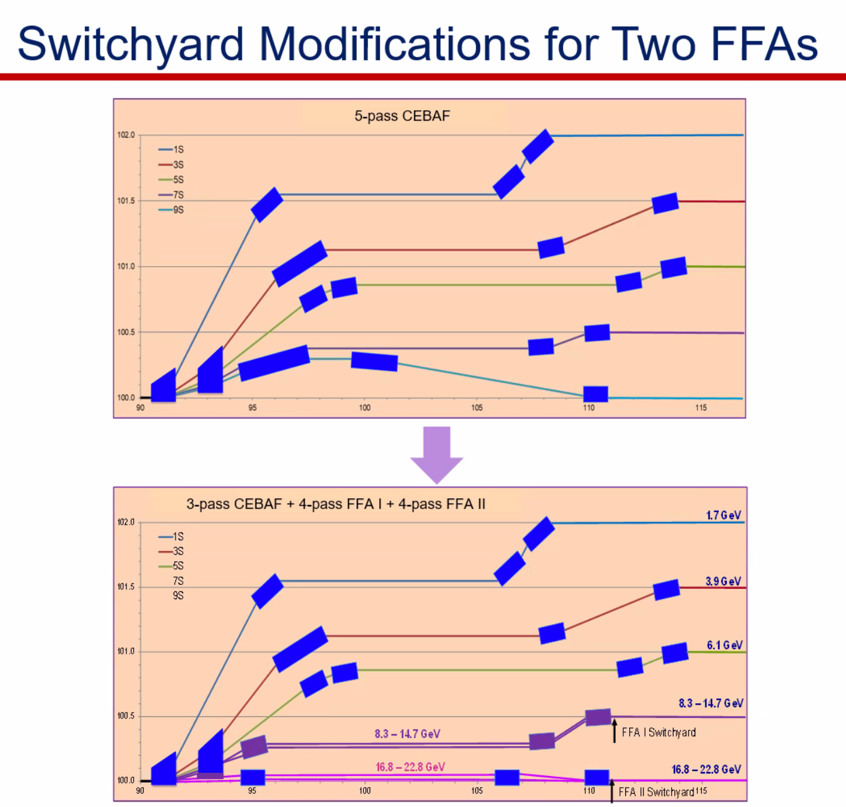 Switchyard Modifications for Two FFAs
5-pass CEBAF
102.0
1S
3S
5S
7S
9S
101.5
101.0
100.5
100.0
90 95 100 105 110 115
3-pass CEBAF + 4-pass FFA I + 4-pass FFA II
102.0
1.7 GeV
1S
3S
5S
7S
9S
101.5
3.9 GeV
101.0
6.1 GeV
8.3 – 14.7 GeV
100.5
8.3 – 14.7 GeV
FFA I Switchyard
16.8 – 22.8 GeV
16.8 – 22.8 GeV
100.0
90 95 100 105 110 FFA II Switchyard 115